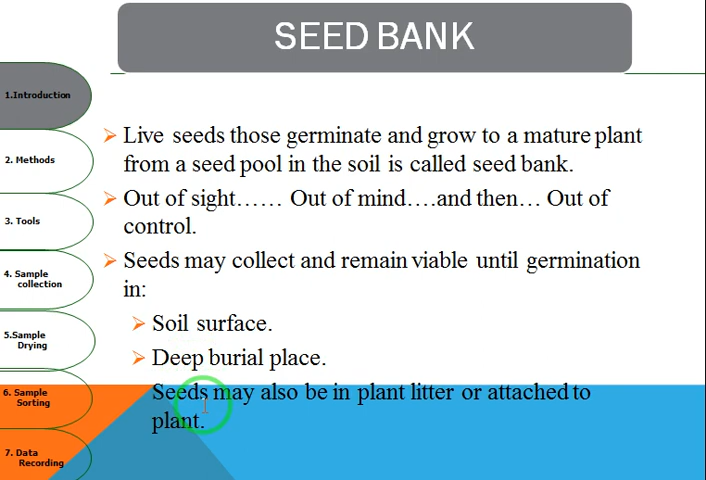 SEED BANK
1.Introduction
2. Methods
3. Tools
4. Sample
collection
5.Sample
Drying
6. Sample
Sorting
7. Data
Recording
Live seeds those germinate and grow to a mature plant
from a seed pool in the soil is called seed bank.
Out of sight…… Out of mind….and then… Out of
control.
Seeds may collect and remain viable until germination
in:
Soil surface.
Deep burial place.
Seeds may also be in plant litter or attached to
plant.